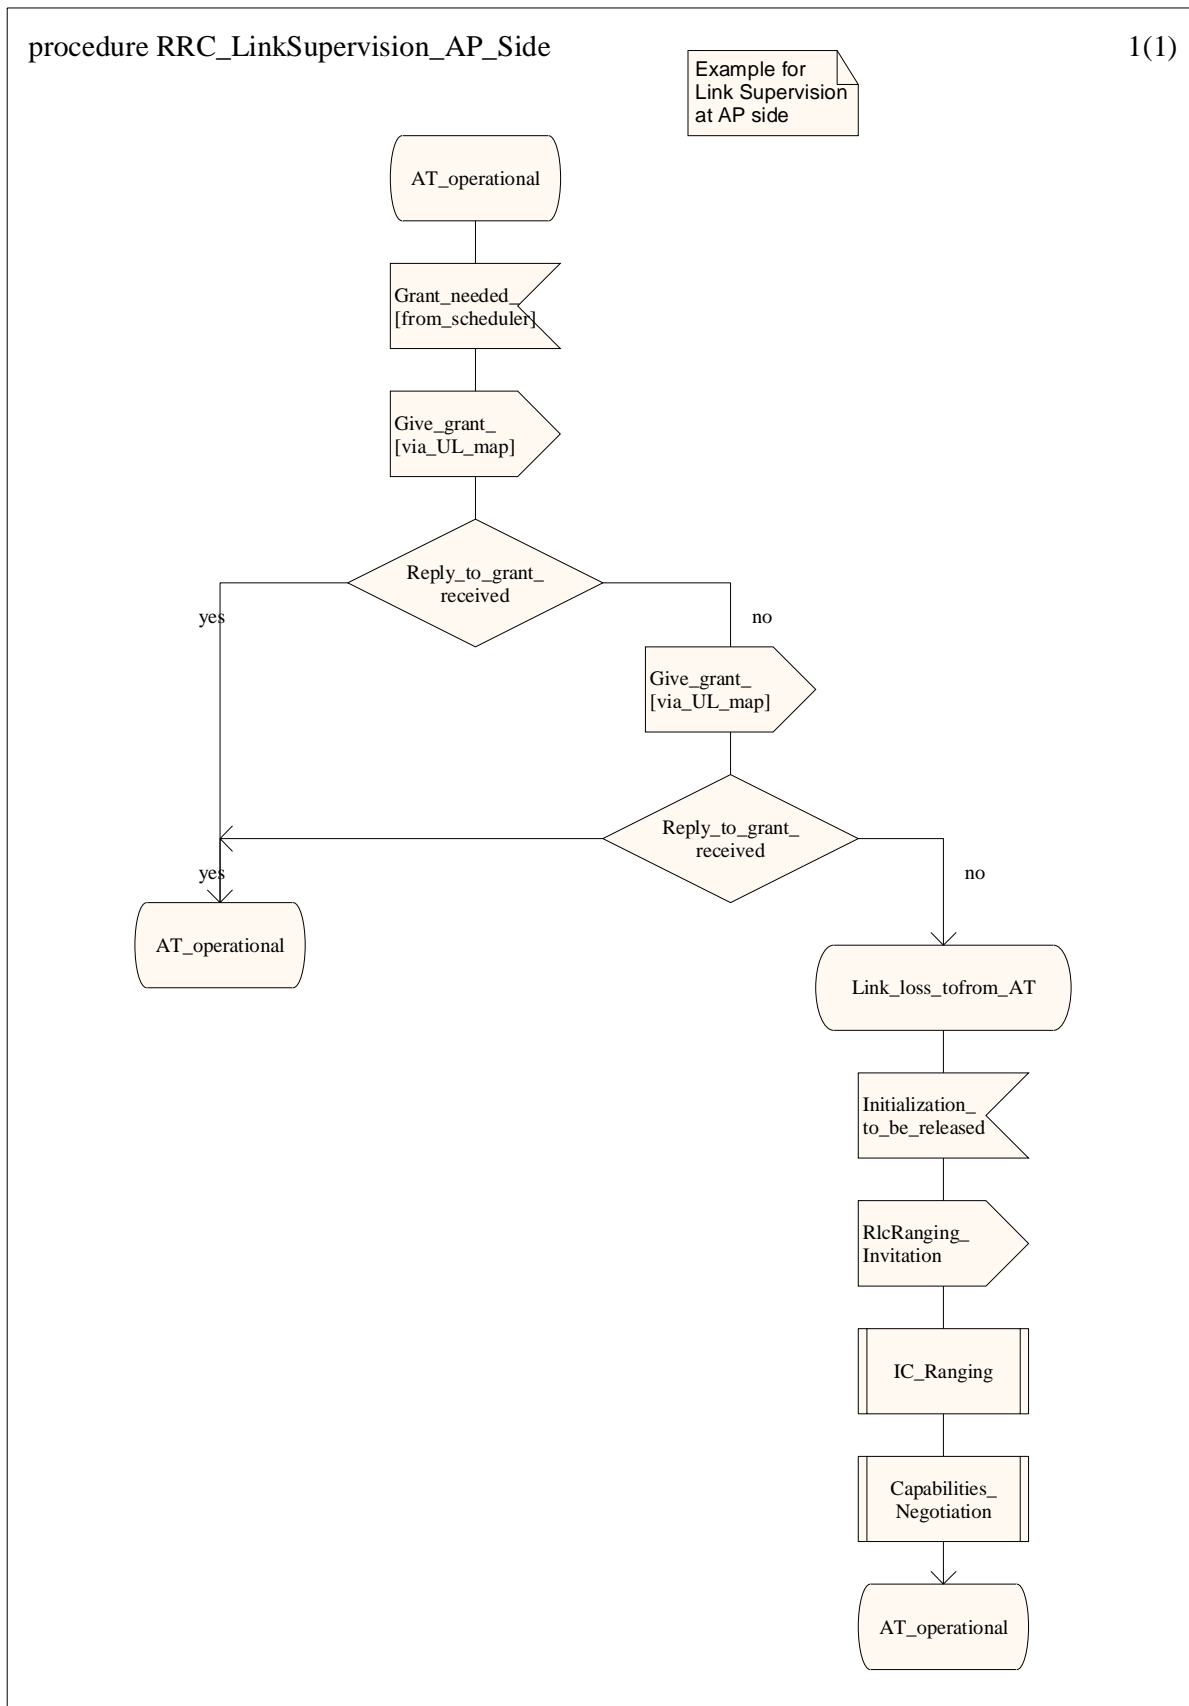 procedure RRC_LinkSupervision_AP_Side
1(1)
Example for
Link Supervision
at AP side
AT_operational
Grant_needed_
[from_scheduler]
Give_grant_
[via_UL_map]
Reply_to_grant_
received
yes
no
Give_grant_
[via_UL_map]
Reply_to_grant_
received
yes
no
AT_operational
Link_loss_tofrom_AT
Initialization_
to_be_released
RlcRanging_
Invitation
IC_Ranging
Capabilities_
Negotiation
AT_operational